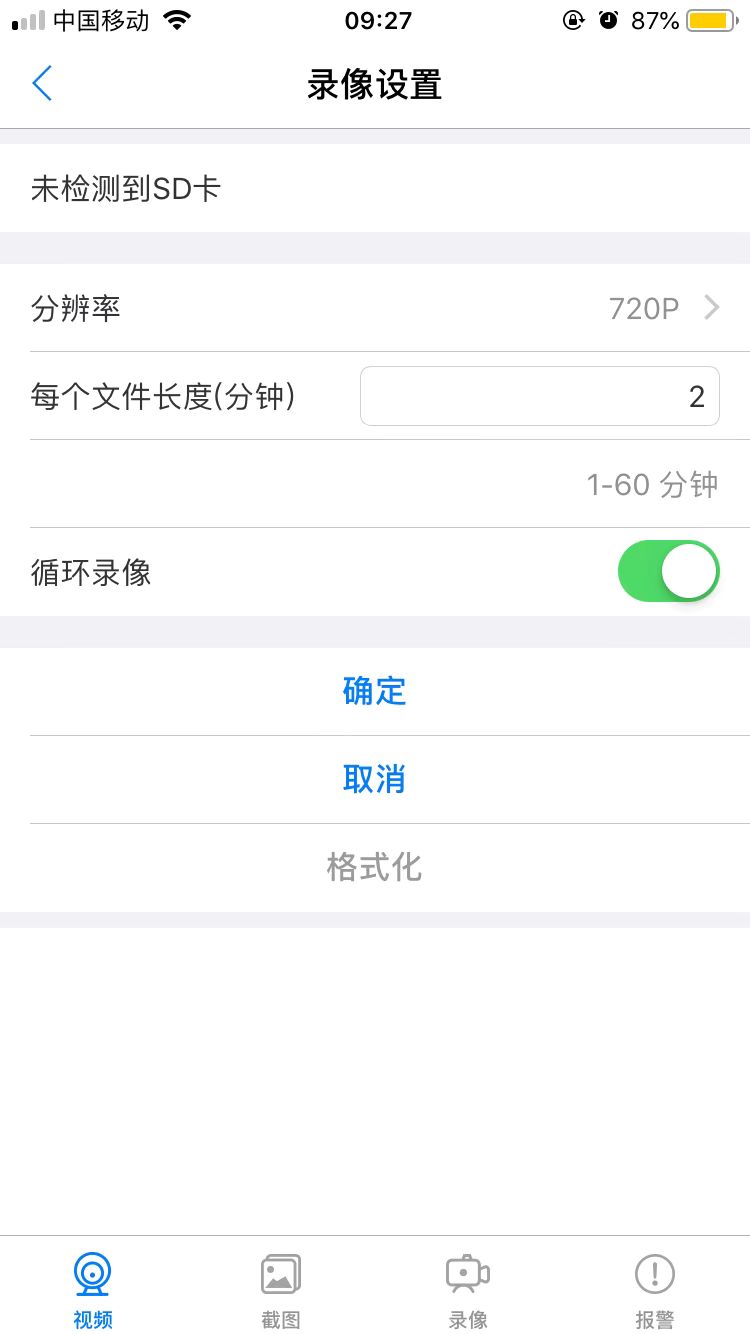 中国移动 09:27 87%
录像设置
未检测到SD卡
分辨率 720P
每个文件长度(分钟) 2
1-60 分钟
循环录像
确定
取消
格式化
视频 截图 录像 报警